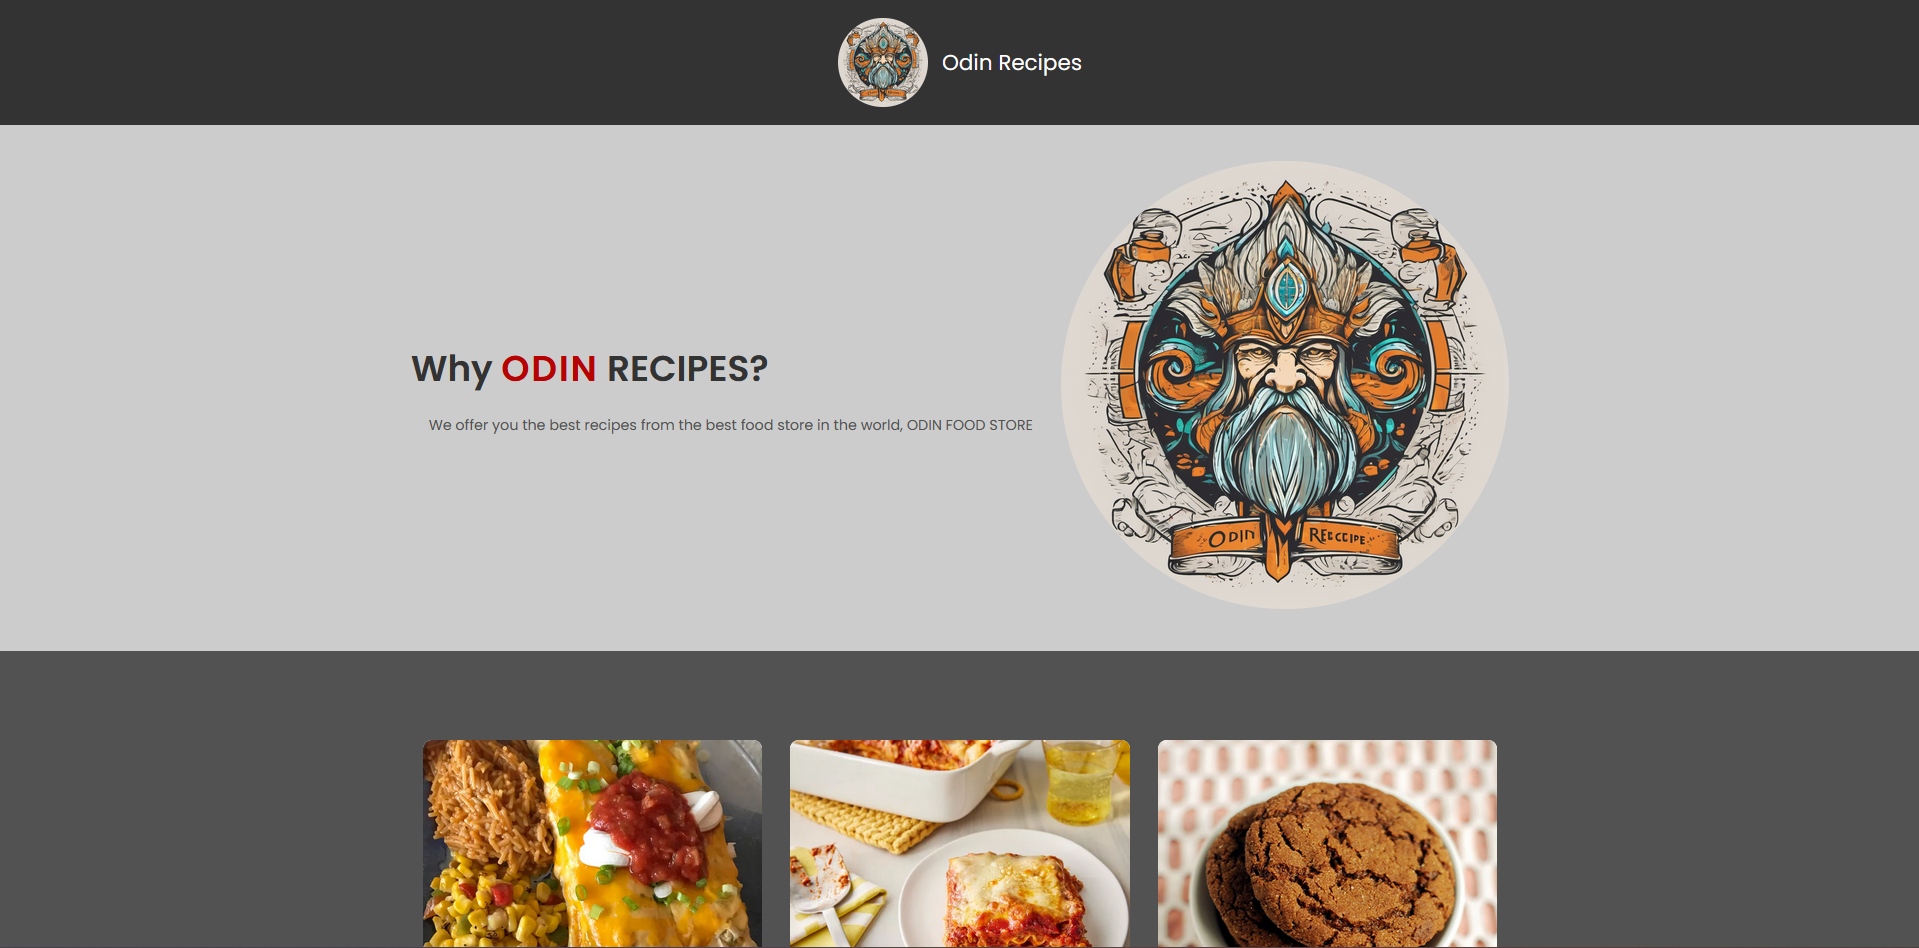 Odin Recipes
Why ODIN RECIPES?
We offer you the best recipes from the best food store in the world, ODIN FOOD STORE
ODIN RECCCIPE